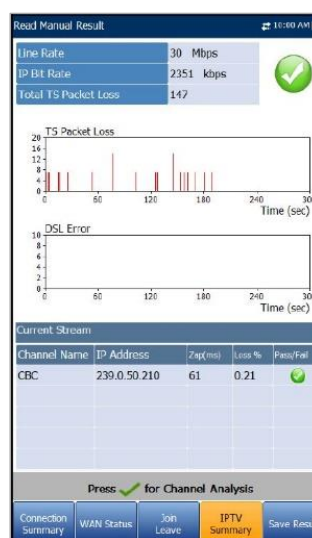 Read Manual Result 10:00 AM
Line Rate 30 Mbps
IP Bit Rate 2351 kbps
Total TS Packet Loss 147
TS Packet Loss
20
16
12
8
4
0
0 60 120 180 240 30
Time (sec)
DSL Error
10
8
6
4
2
0
0 60 120 180 240 30
Time (sec)
Current Stream
Channel Name IP Address Zap(ms) Loss % Pass/Fail
CBC 239.0.50.210 61 0.21
Press for Channel Analysis
Connection Summary WAN Status Join Leave IPTV Summary Save Resu